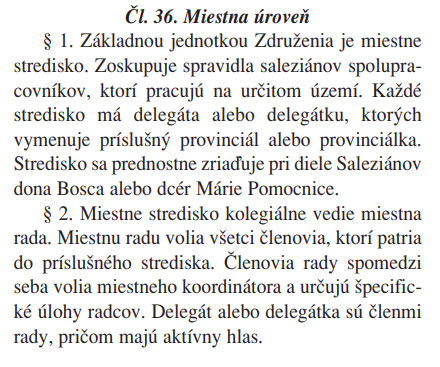 Čl. 36. Miestna úroveň
§ 1. Základnou jednotkou Združenia je miestne
stredisko. Zoskupuje spravidla saleziánov spolupra-
covníkov, ktorí pracujú na určitom území. Každé
stredisko má delegáta alebo delegátku, ktorých
vymenuje príslušný provinciál alebo provinciálka.
Stredisko sa prednostne zriaďuje pri diele Saleziánov
dona Bosca alebo dcér Márie Pomocnice.
§ 2. Miestne stredisko kolegiálne vedie miestna
rada. Miestnu radu volia všetci členovia, ktorí patria
do príslušného strediska. Členovia rady spomedzi
seba volia miestneho koordinátora a určujú špecific-
ké úlohy radcov. Delegát alebo delegátka sú členmi
rady, pričom majú aktívny hlas.